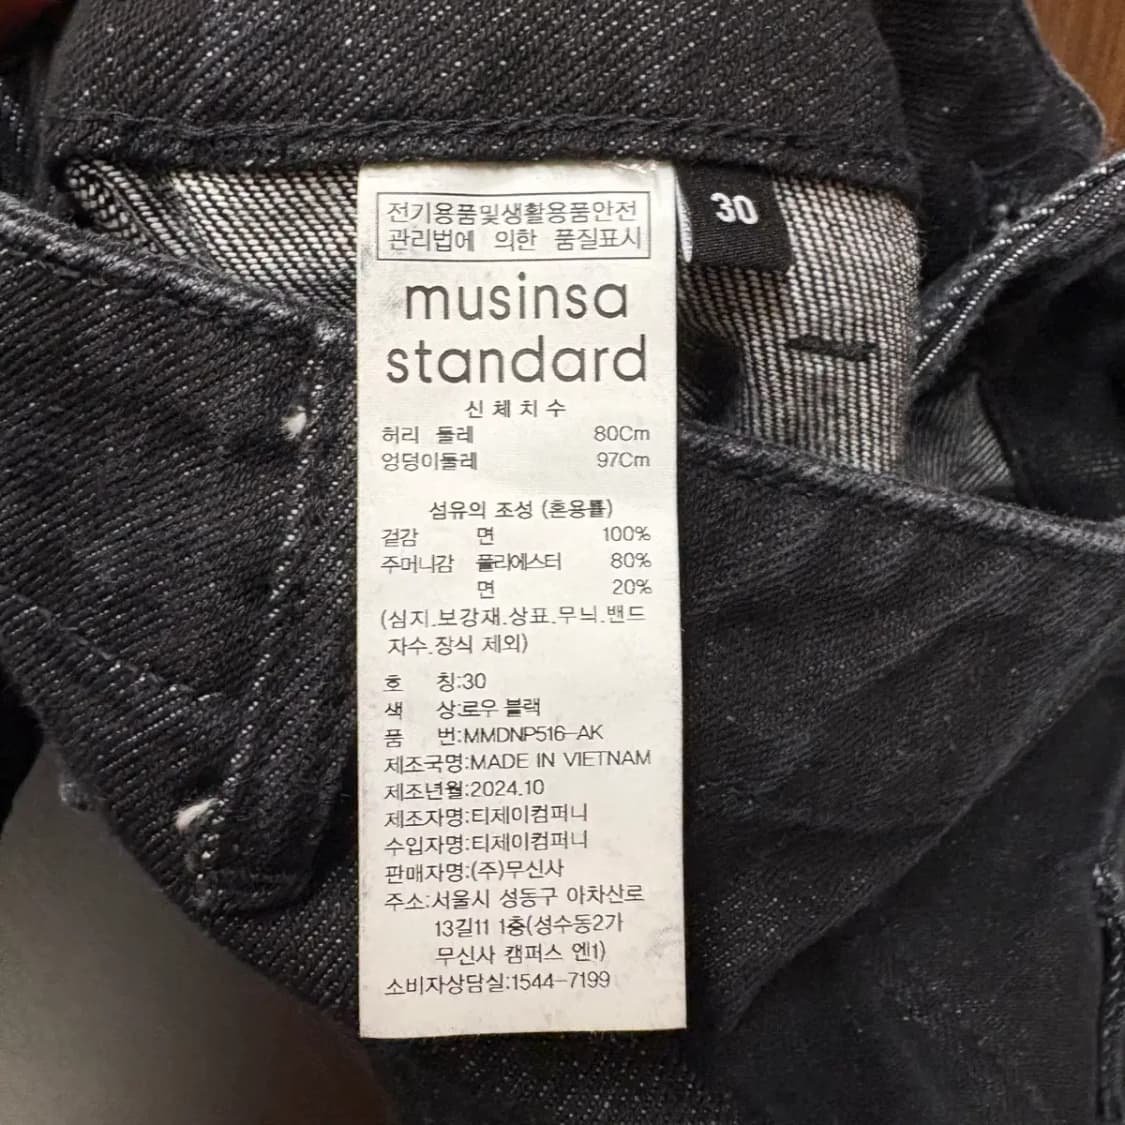 전기용품및생활용품안전
관리법에 의한 품질표시
30
musinsa
standard
신체치수
허리 둘레 80Cm
엉덩이둘레 97Cm
섬유의 조성 (혼용률)
겉감 면 100%
주머니감 폴리에스터 80%
면 20%
(심지.보강재.상표.무늬.밴드
자수.장식 제외)
호 칭:30
색 상:로우 블랙
품 번:MMDNP516-AK
제조국명:MADE IN VIETNAM
제조년월:2024.10
제조자명:티제이컴퍼니
수입자명:티제이컴퍼니
판매자명:(주)무신사
주소:서울시 성동구 아차산로
13길11 1층(성수동2가
무신사 캠퍼스 엔1)
소비자상담실:1544-7199